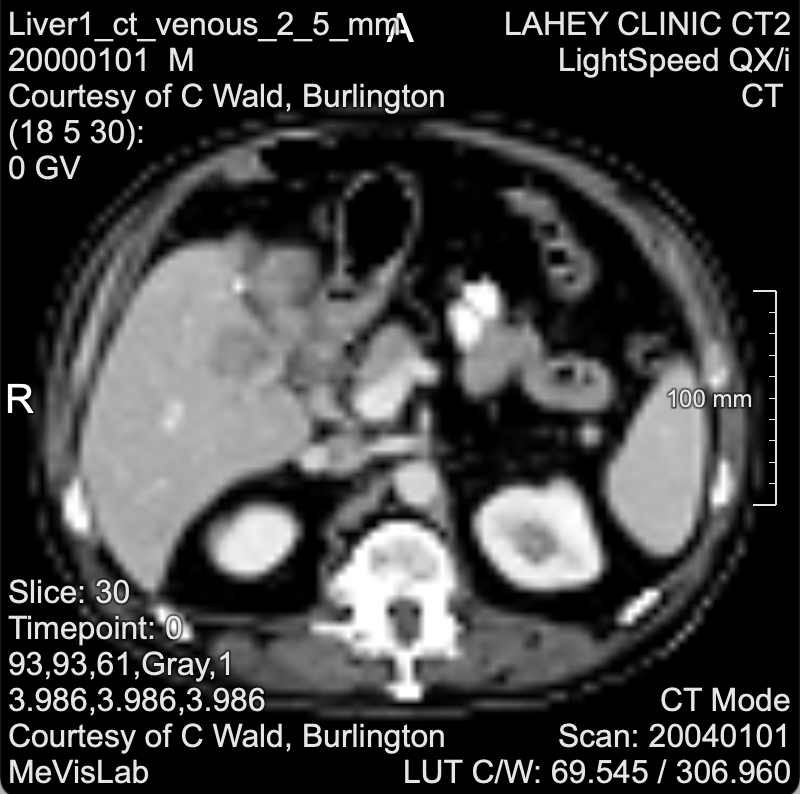 Liver1_ct_venous_2_5_mm
A
LAHEY CLINIC CT2
20000101 M
LightSpeed QX/i
Courtesy of C Wald, Burlington
CT
(18 5 30):
0 GV
R
100 mm
Slice: 30
Timepoint: 0
93,93,61,Gray,1
3.986,3.986,3.986
CT Mode
Courtesy of C Wald, Burlington
Scan: 20040101
MeVisLab
LUT C/W: 69.545 / 306.960